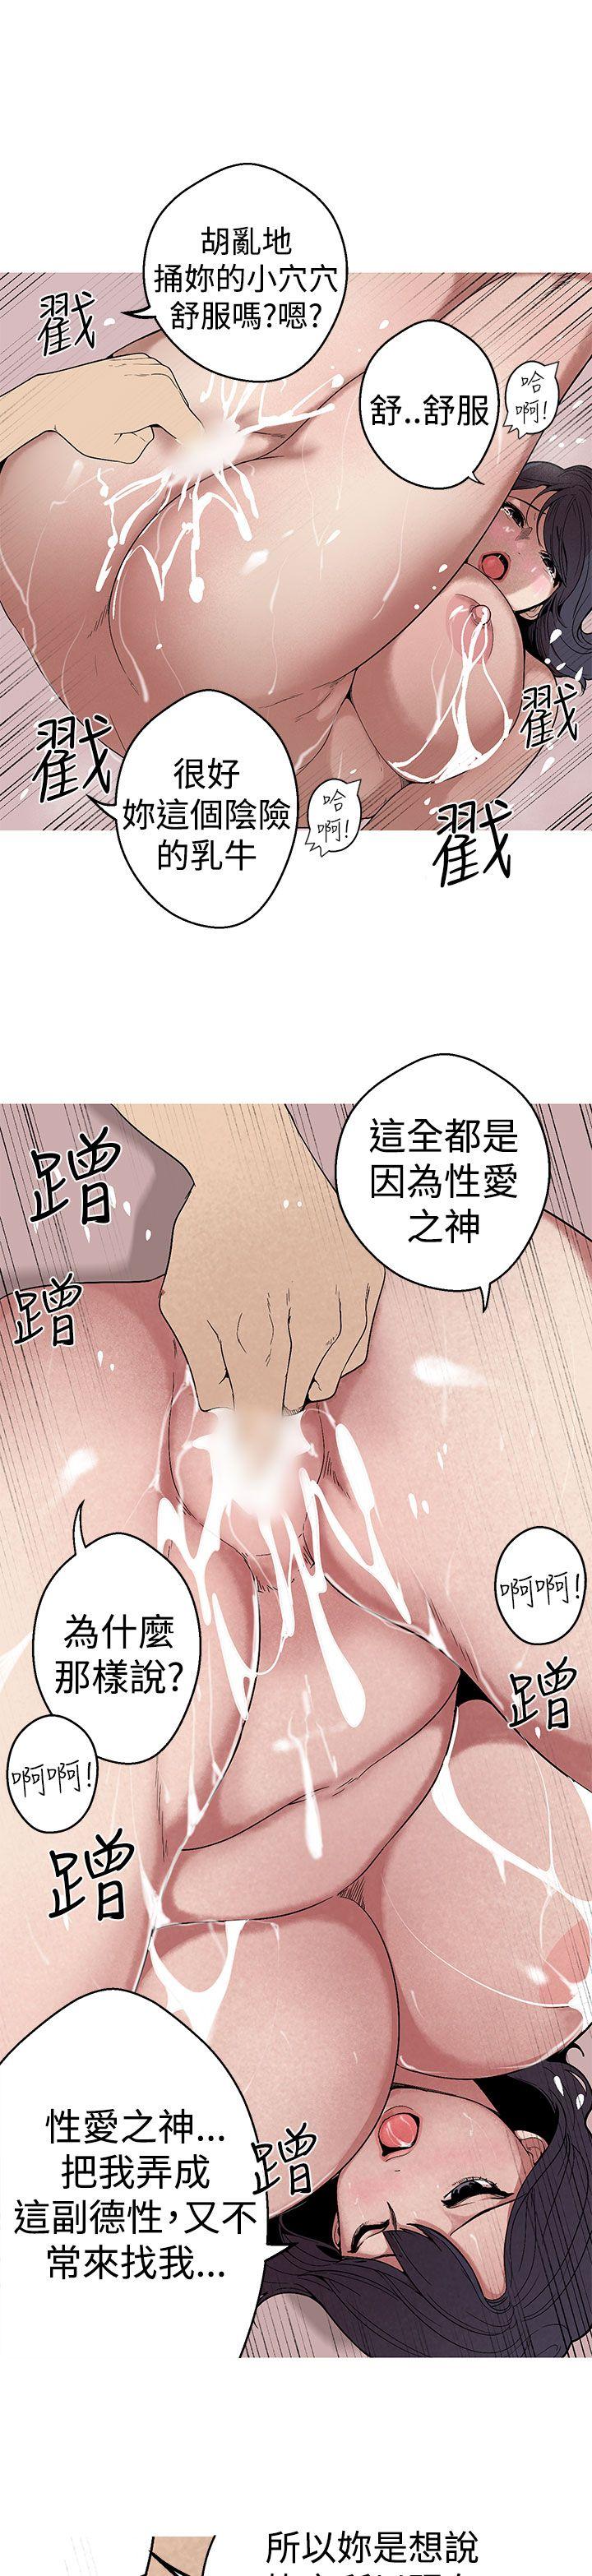 胡亂地
捅妳的小穴穴
舒服嗎?嗯?
戳
哈
啊!
舒..舒服
戳
戳
很好
妳這個陰險
的乳牛
哈
啊!
戳
這全都是
因為性愛
之神
蹭
蹭
啊啊!
為什麼
那樣說?
蹭
啊啊!
蹭
性愛之神...
把我弄成
這副德性,又不
常來找我...
蹭
所以妳是想說